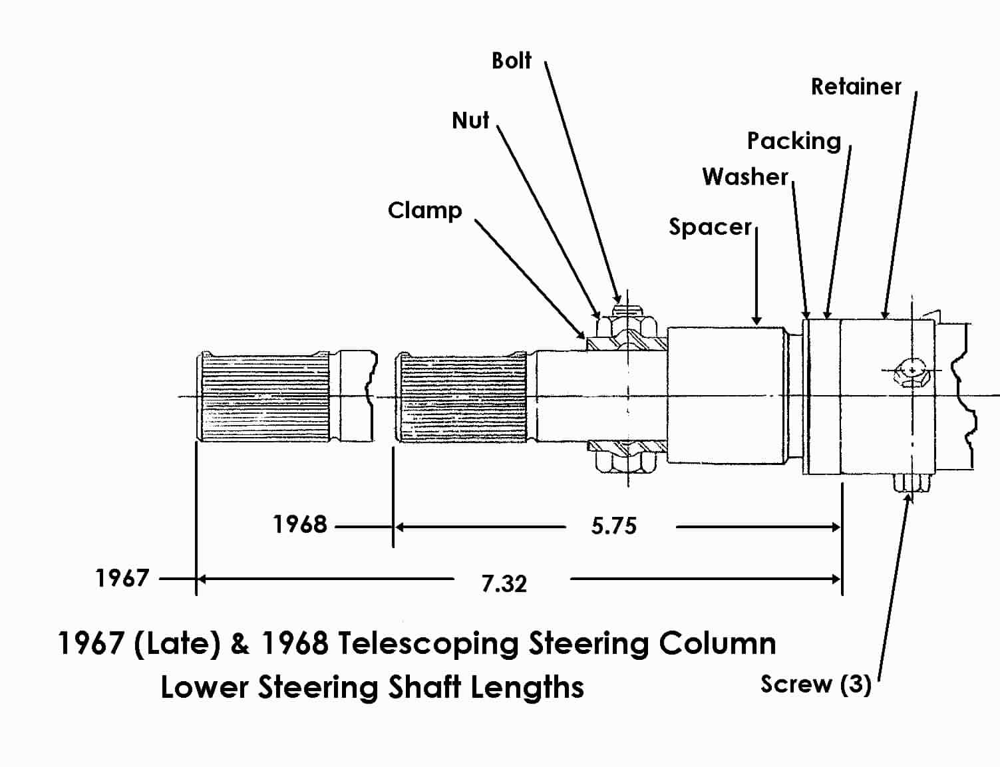 Bolt
Retainer
Nut
Packing
Washer
Clamp
Spacer
1968
5.75
1967
7.32
1967 (Late) & 1968 Telescoping Steering Column
Lower Steering Shaft Lengths
Screw (3)